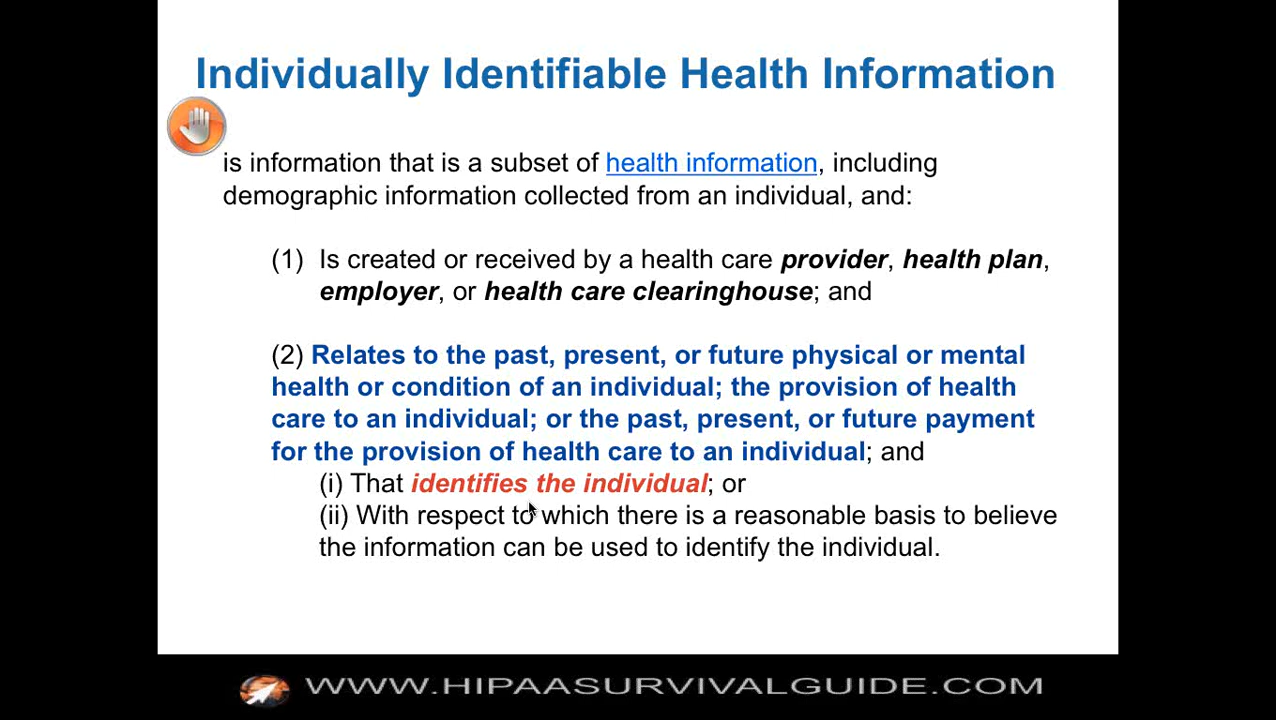 Individually Identifiable Health Information
is information that is a subset of health information, including
demographic information collected from an individual, and:
(1) Is created or received by a health care provider, health plan,
employer, or health care clearinghouse; and
(2) Relates to the past, present, or future physical or mental
health or condition of an individual; the provision of health
care to an individual; or the past, present, or future payment
for the provision of health care to an individual; and
(i) That identifies the individual; or
(ii) With respect to which there is a reasonable basis to believe
the information can be used to identify the individual.
WWW.HIPAASURVIVALGUIDE.COM